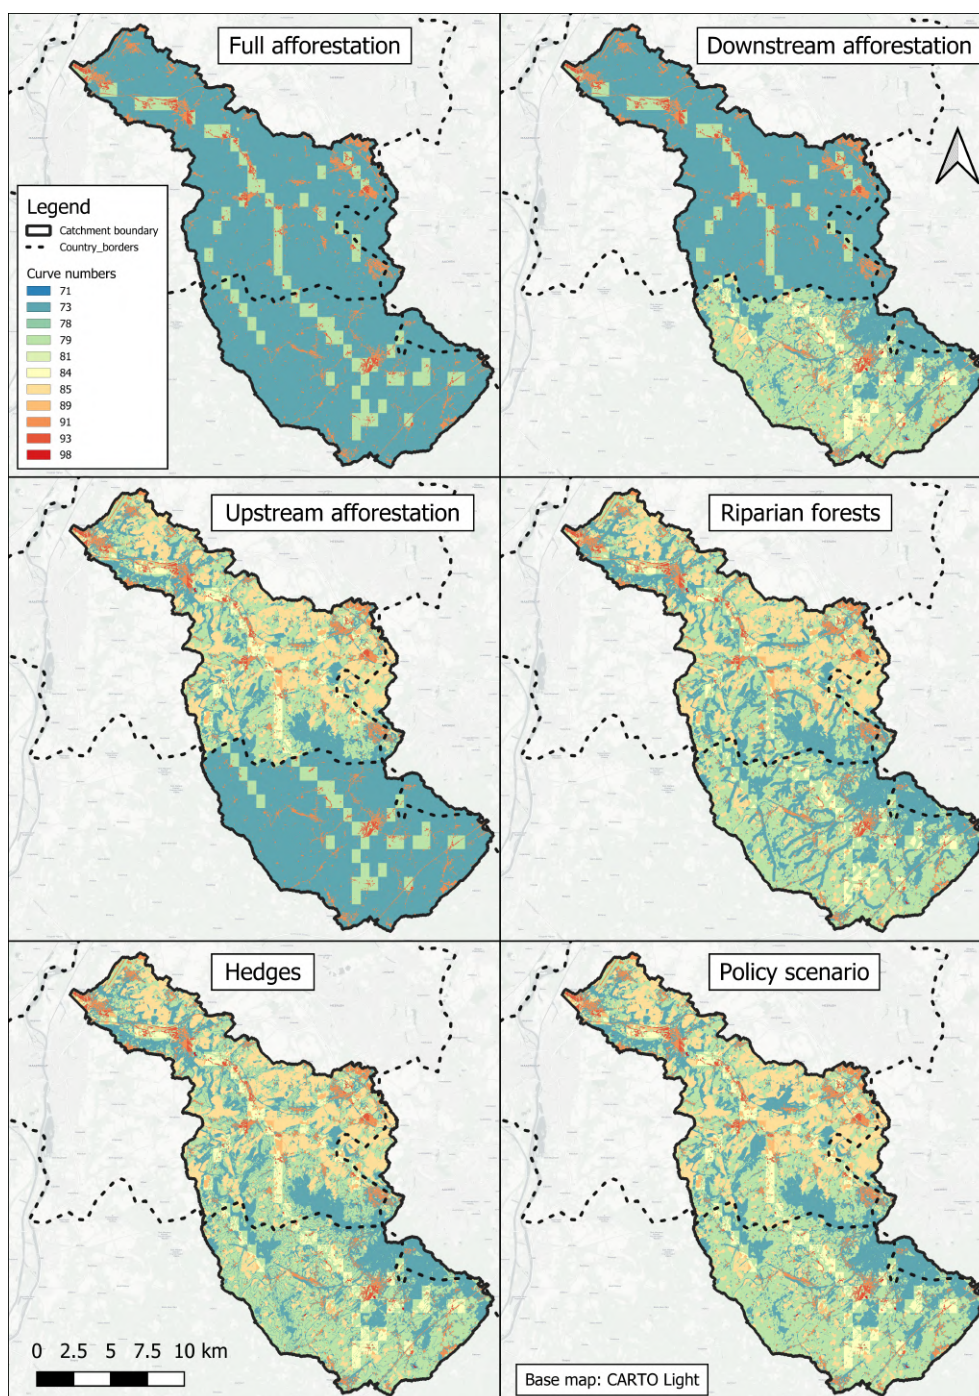 Full afforestation
Downstream afforestation
Legend
Catchment boundary
Country_borders
Curve numbers
71
73
78
79
81
84
85
89
91
93
98
Upstream afforestation
Riparian forests
Hedges
Policy scenario
0 2.5 5 7.5 10 km
Base map: CARTO Light